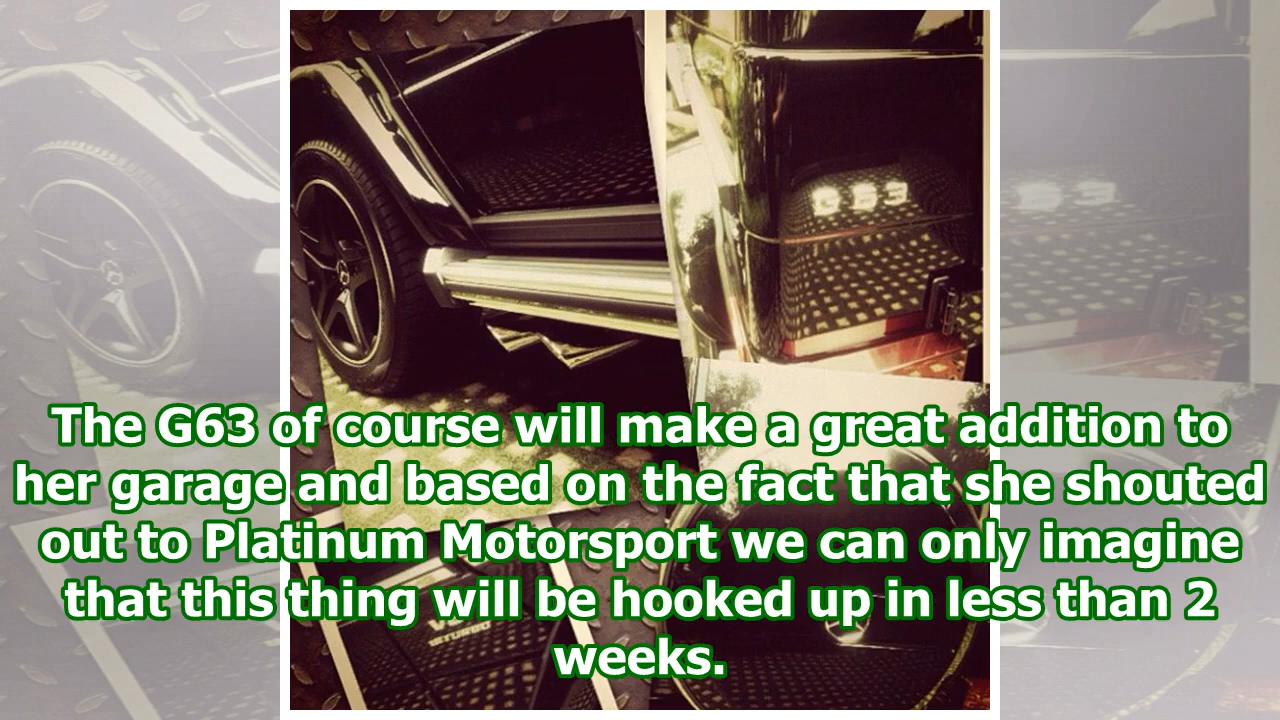 G63
The G63 of course will make a great addition to
her garage and based on the fact that she shouted
out to Platinum Motorsport we can only imagine
that this thing will be hooked up in less than 2
weeks.